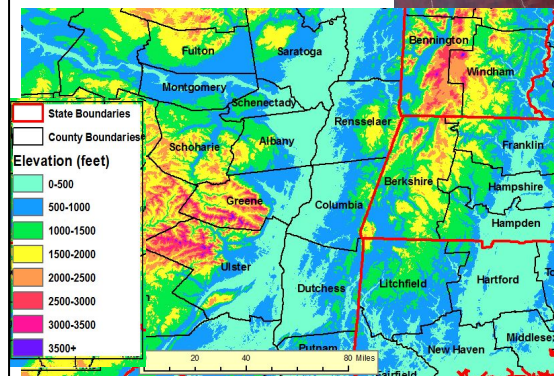 Fulton
Saratoga
Bennington
Windham
Montgomery
Schenectady
Rensselaer
Schoharie
Albany
Franklin
Berkshire
Hampshire
Greene
Columbia
Hampden
Ulster
Dutchess
Litchfield
Hartford
Putnam
New Haven
Middlesex
State Boundaries
County Boundaries
Elevation (feet)
0-500
500-1000
1000-1500
1500-2000
2000-2500
2500-3000
3000-3500
3500+
20 40 80 Miles